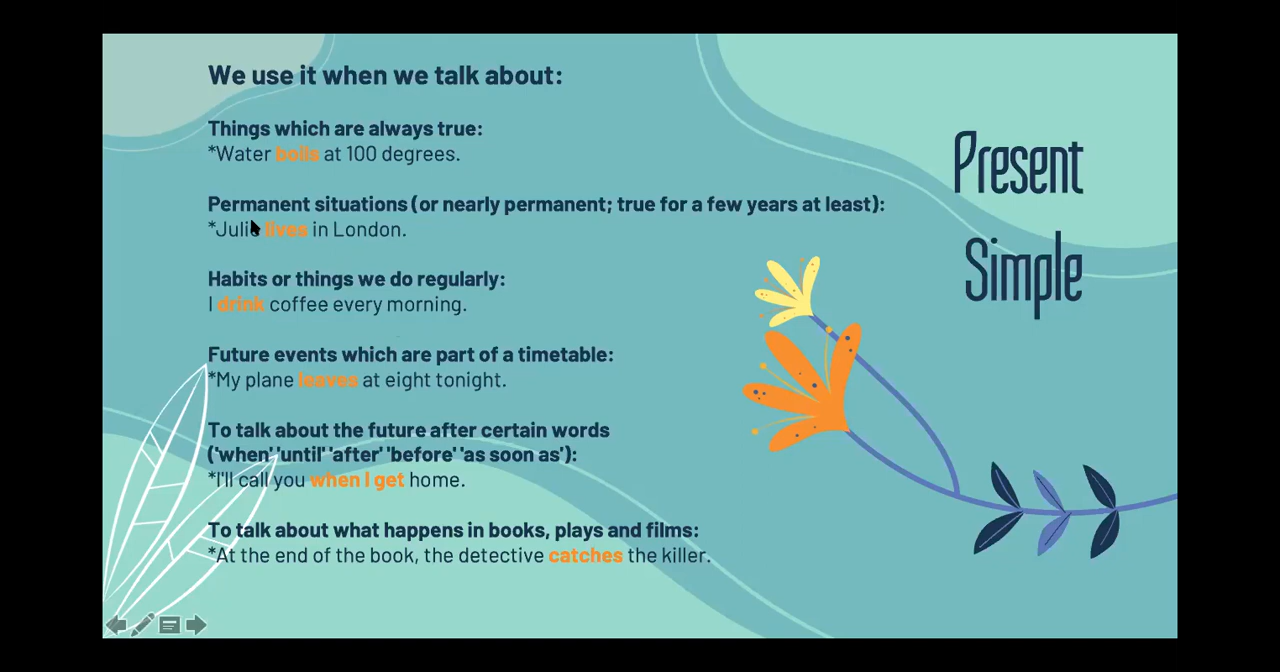 We use it when we talk about:
Things which are always true:
*Water boils at 100 degrees.
Permanent situations (or nearly permanent; true for a few years at least):
lives in London.
Habits or things we do regularly:
I drink coffee every morning.
Future events which are part of a timetable:
*My plane leaves at eight tonight.
To talk about the future after certain words
('when' 'until' 'after' 'before' 'as soon as'):
*I'll call you when I get home.
To talk about what happens in books, plays and films:
*At the end of the book, the detective catches the killer.
Present
Simple